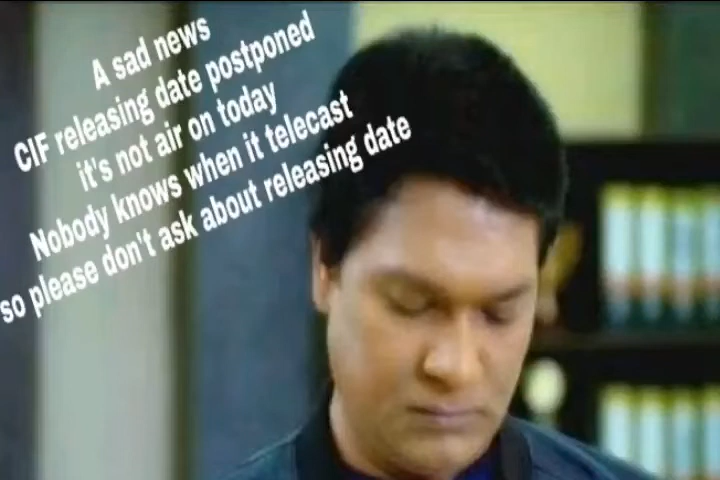 A sad news
CIF releasing date postponed
it's not air on today
Nobody knows when it telecast
so please don't ask about releasing date